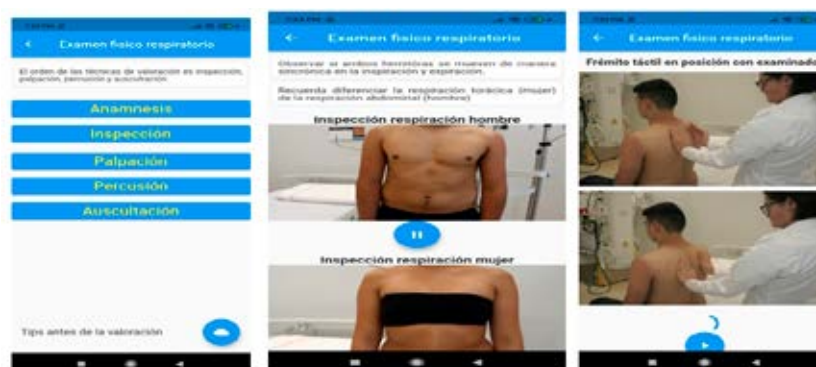 Examen fisico respiratorio
El orden de las técnicas de valoración es inspección,
palpación, percusión y auscultación
Anamnesis
Inspección
Palpación
Percusión
Auscultación
Tips antes de la valoración
Examen fisico respiratorio
Observar si ambos hemitórax se mueven de manera
sincrónica en la inspiración y espiración.
Recuerda diferenciar la respiración torácica (mujer)
de la respiración abdominal (hombre)
Inspección respiración hombre
Inspección respiración mujer
Examen fisico respiratorio
Frémito táctil en posición con examinado